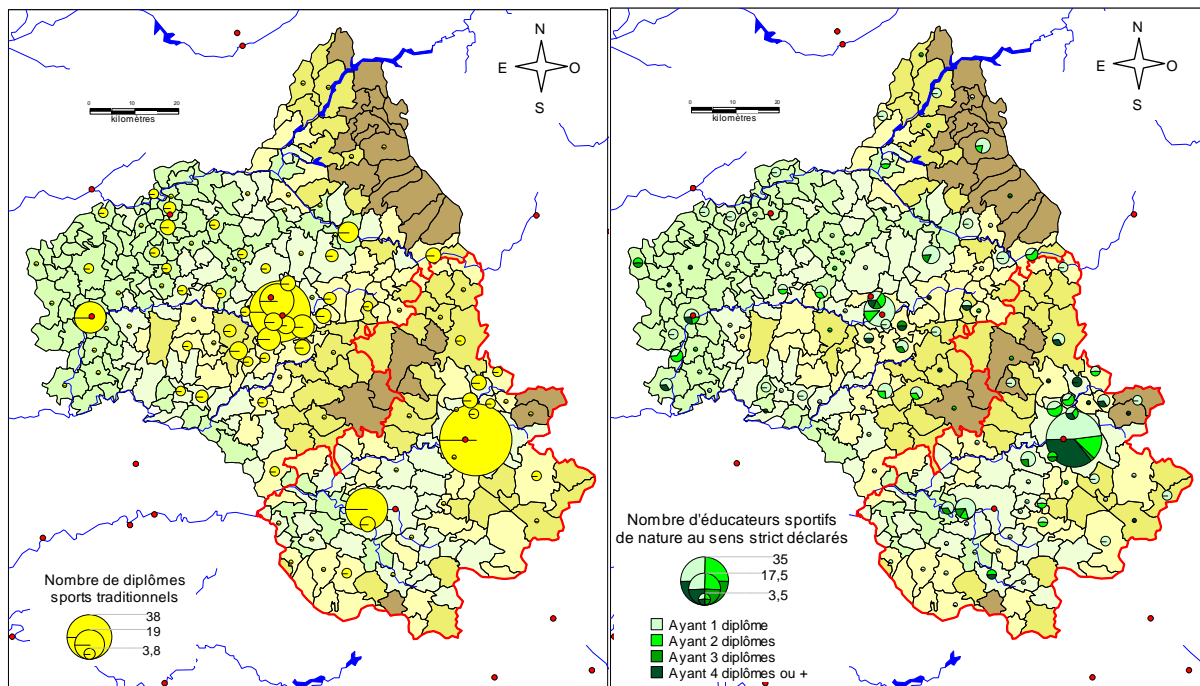 N
E O
S
0 10 20
kilomètres
Nombre de diplômes
sports traditionnels
38
19
3,8
N
E O
S
0 10 20
kilomètres
Nombre d'éducateurs sportifs
de nature au sens strict déclarés
35
17,5
3,5
Ayant 1 diplôme
Ayant 2 diplômes
Ayant 3 diplômes
Ayant 4 diplômes ou +